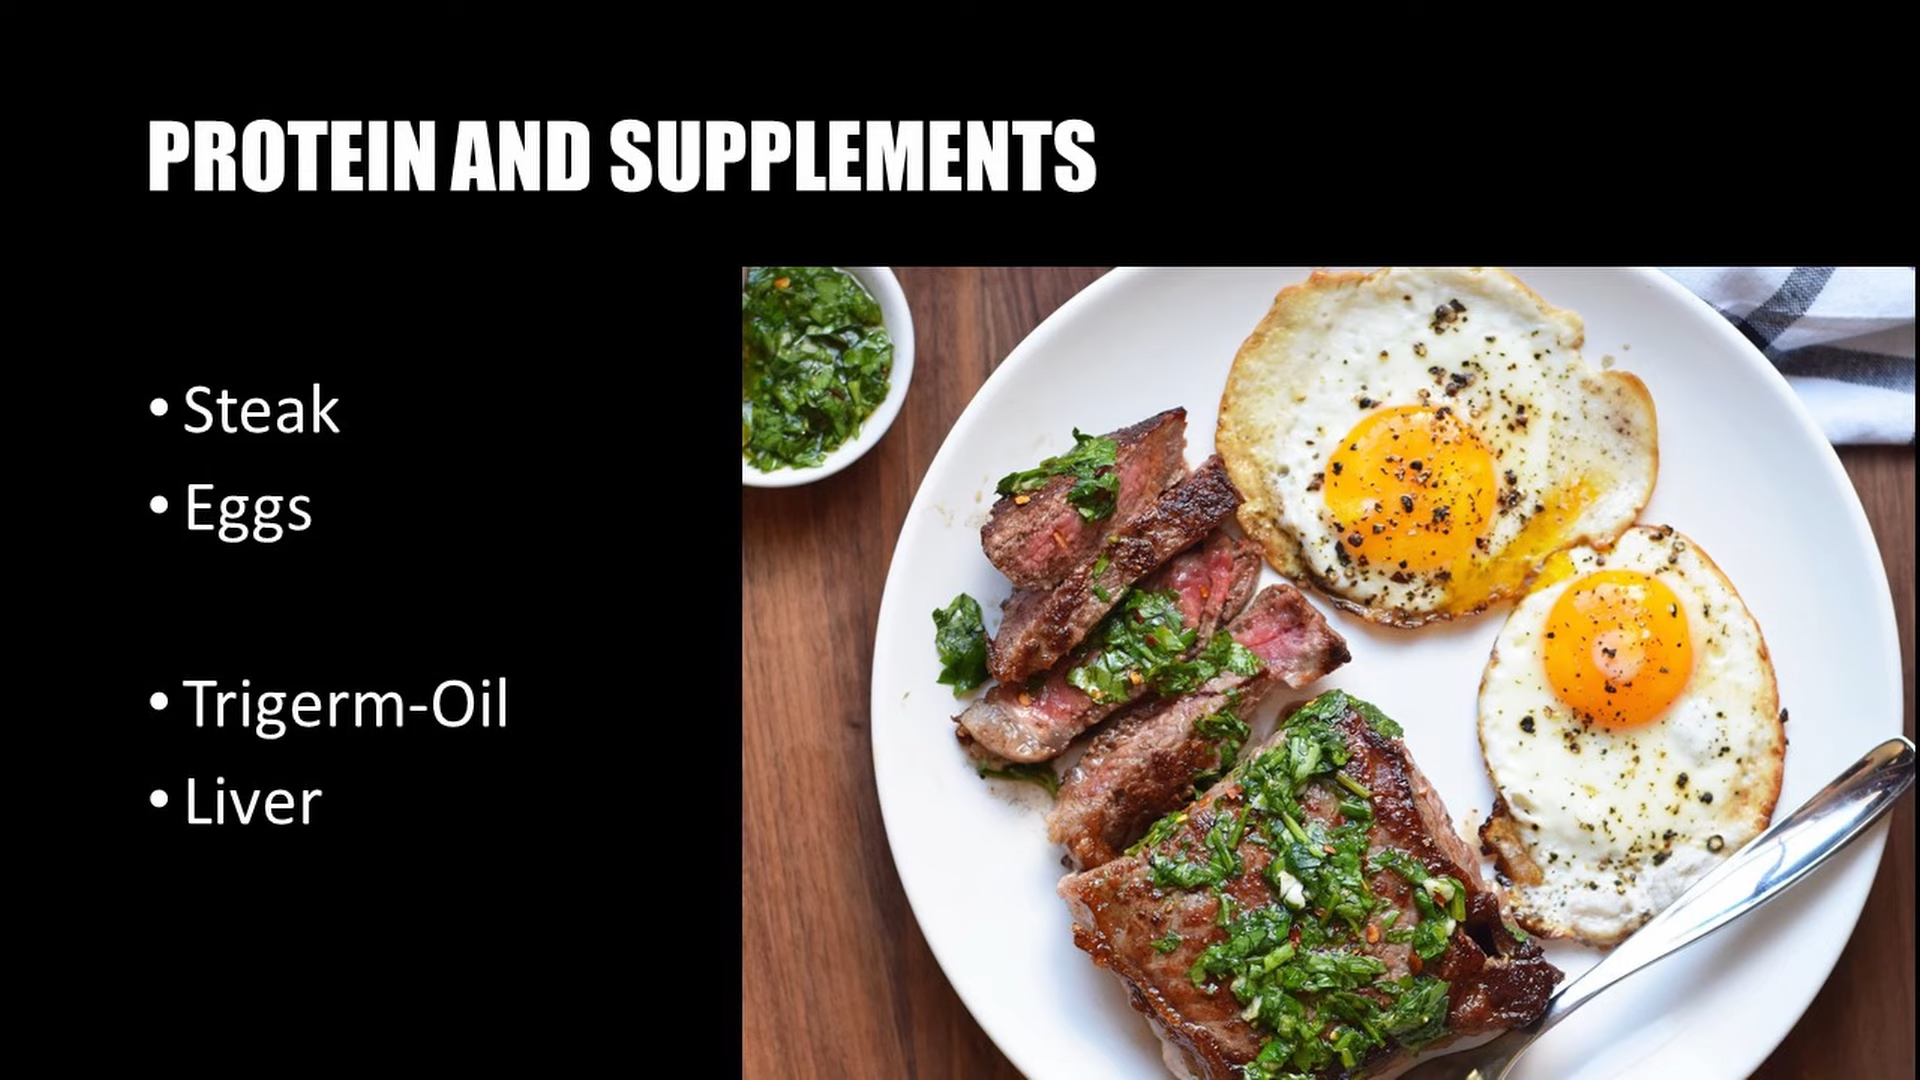 PROTEIN AND SUPPLEMENTS
• Steak
• Eggs
• Trigerm-Oil
• Liver